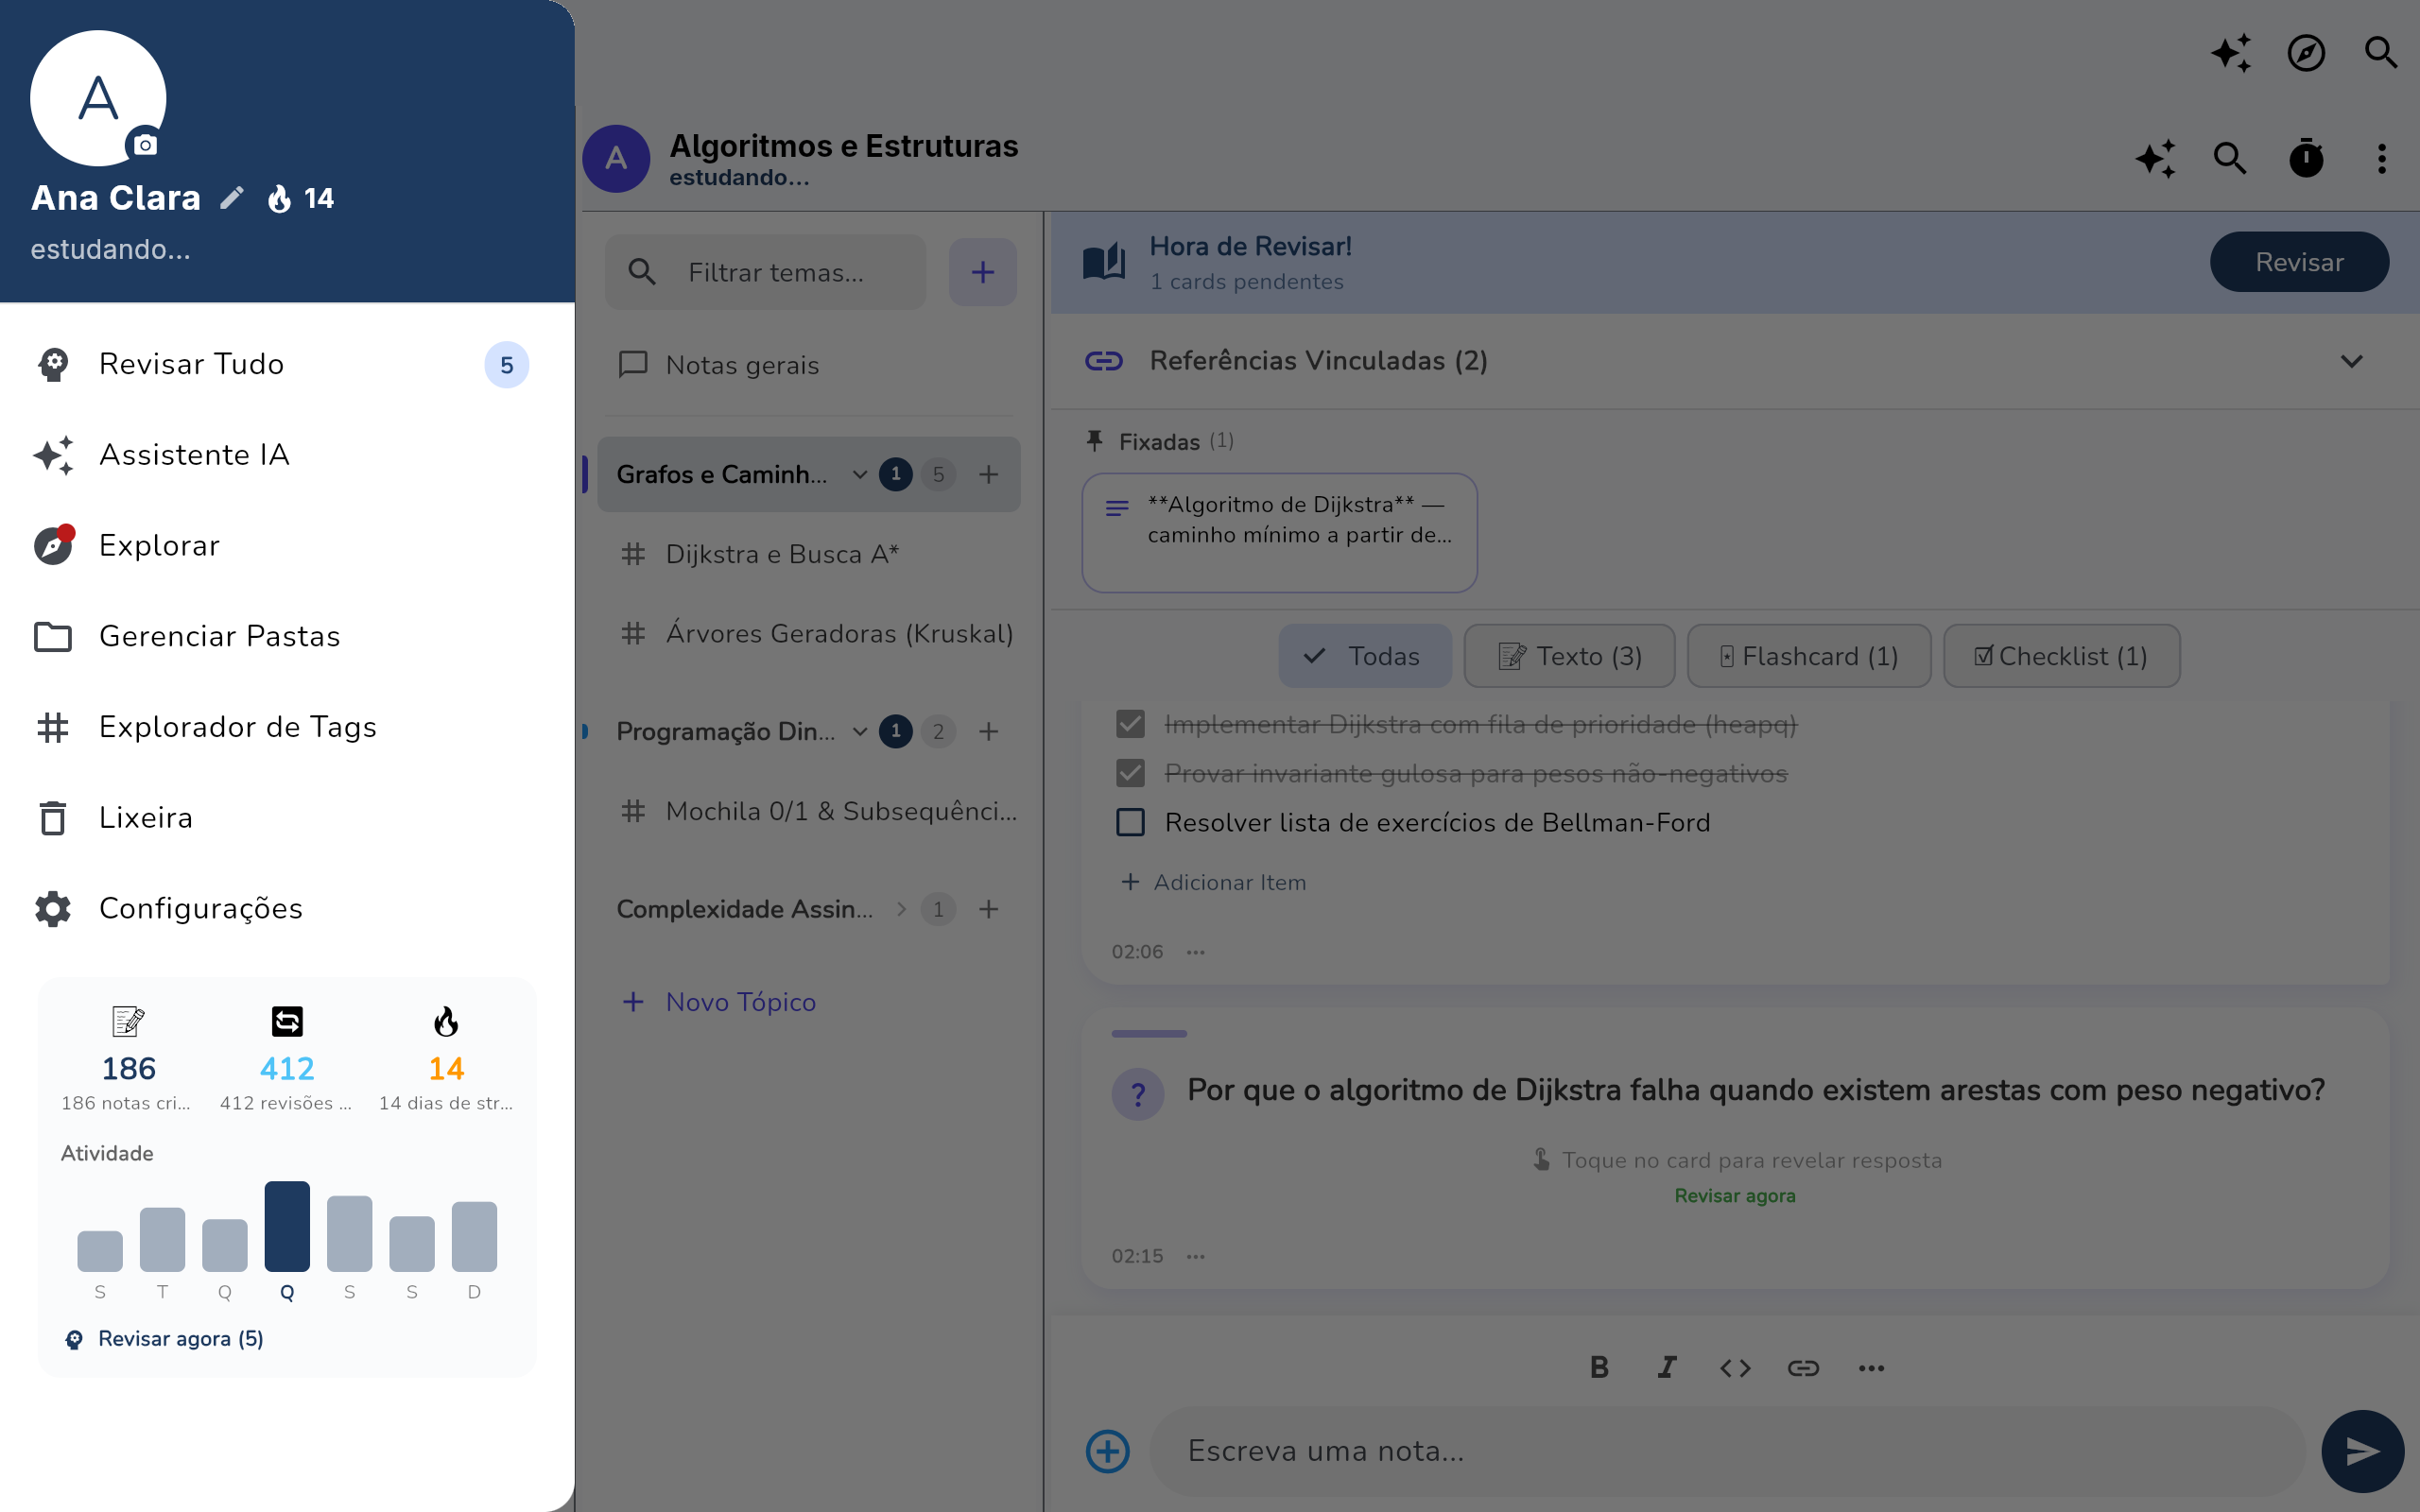 A
Ana Clara 14
estudando...
Revisar Tudo 5
Assistente IA
Explorar
Gerenciar Pastas
Explorador de Tags
Lixeira
Configurações
186 412 14
186 notas cri... 412 revisões ... 14 dias de str...
Atividade
S T Q Q S S D
Revisar agora (5)
A
Algoritmos e Estruturas
estudando...
Filtrar temas...
Notas gerais
Grafos e Caminh... 1 5
Dijkstra e Busca A*
Árvores Geradoras (Kruskal)
Programação Din... 1 2
Mochila 0/1 & Subsequênci...
Complexidade Assin... 1
Novo Tópico
Hora de Revisar!
1 cards pendentes
Revisar
Referências Vinculadas (2)
Fixadas (1)
**Algoritmo de Dijkstra** —
caminho mínimo a partir de...
Todas Texto (3) Flashcard (1) Checklist (1)
Implementar Dijkstra com fila de prioridade (heapq)
Provar invariante gulosa para pesos não-negativos
Resolver lista de exercícios de Bellman-Ford
Adicionar Item
02:06
? Por que o algoritmo de Dijkstra falha quando existem arestas com peso negativo?
Toque no card para revelar resposta
Revisar agora
02:15
B I
Escreva uma nota...